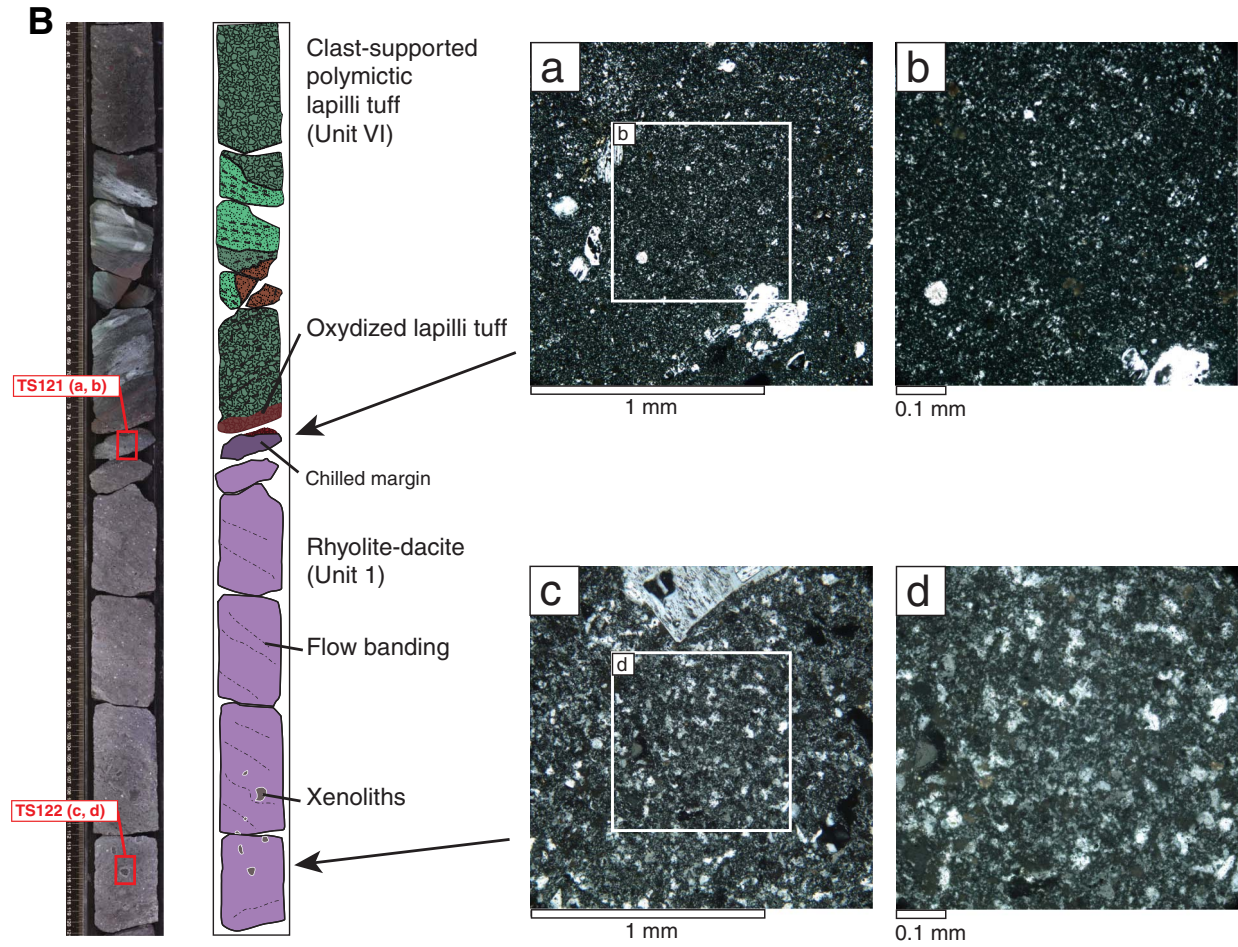 B
Clast-supported
polymictic
lapilli tuff
(Unit VI)
Oxydized lapilli tuff
TS121 (a, b)
Chilled margin
Rhyolite-dacite
(Unit 1)
Flow banding
Xenoliths
TS122 (c, d)
a
b
1 mm
b
0.1 mm
c
d
1 mm
d
0.1 mm